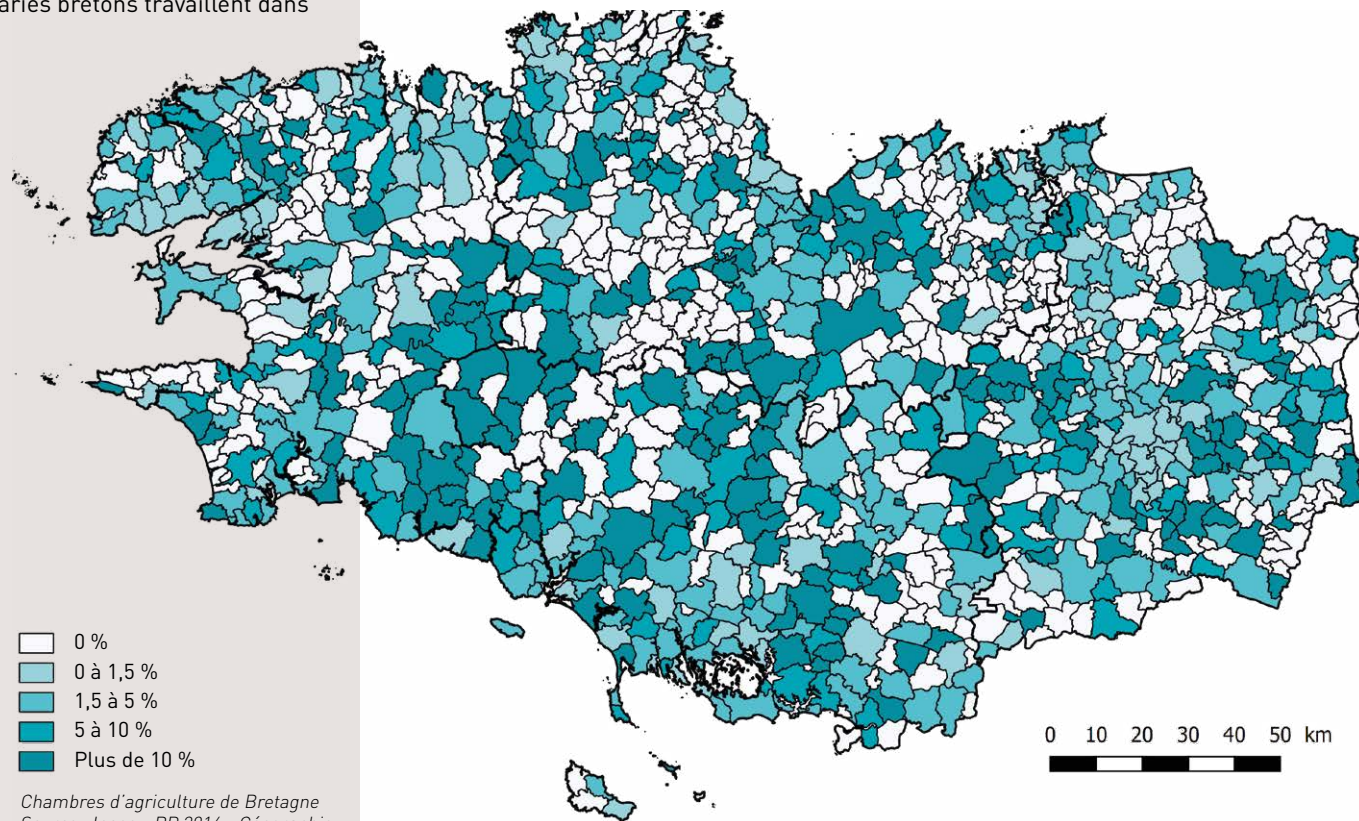 bretons travaillent dans
0 %
0 à 1,5 %
1,5 à 5 %
5 à 10 %
Plus de 10 %
0 10 20 30 40 50 km
Chambres d'agriculture de Bretagne